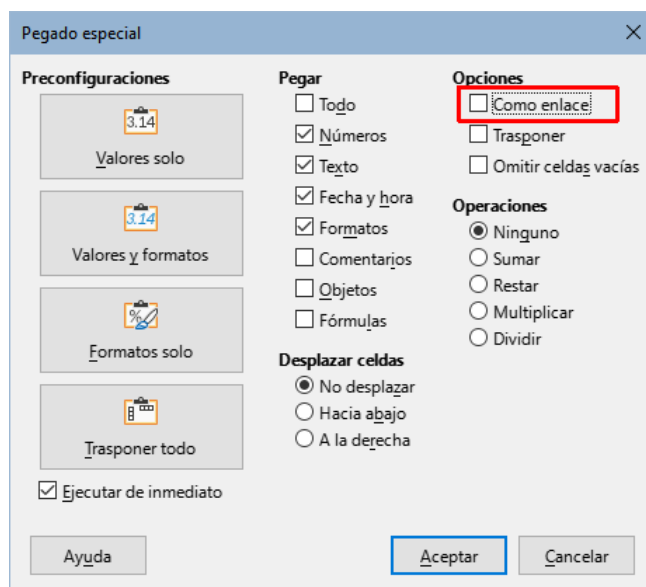 Pegado especial
Preconfiguraciones
3.14
Valores solo
3.14
Valores y formatos
%
Formatos solo
Trasponer todo
Ejecutar de inmediato
Pegar
Todo
Números
Texto
Fecha y hora
Formatos
Comentarios
Objetos
Fórmulas
Desplazar celdas
No desplazar
Hacia abajo
A la derecha
Opciones
Como enlace
Trasponer
Omitir celdas vacías
Operaciones
Ninguno
Sumar
Restar
Multiplicar
Dividir
Ayuda
Aceptar
Cancelar